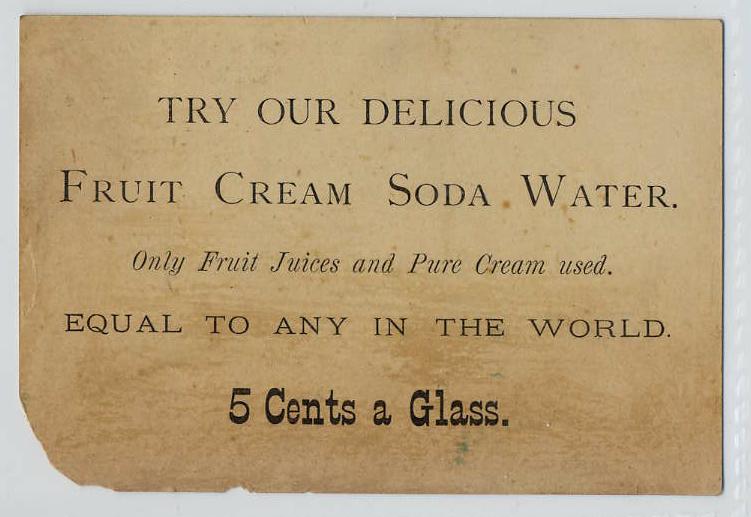 TRY OUR DELICIOUS
FRUIT CREAM SODA WATER.
Only Fruit Juices and Pure Cream used.
EQUAL TO ANY IN THE WORLD.
5 Cents a Glass.